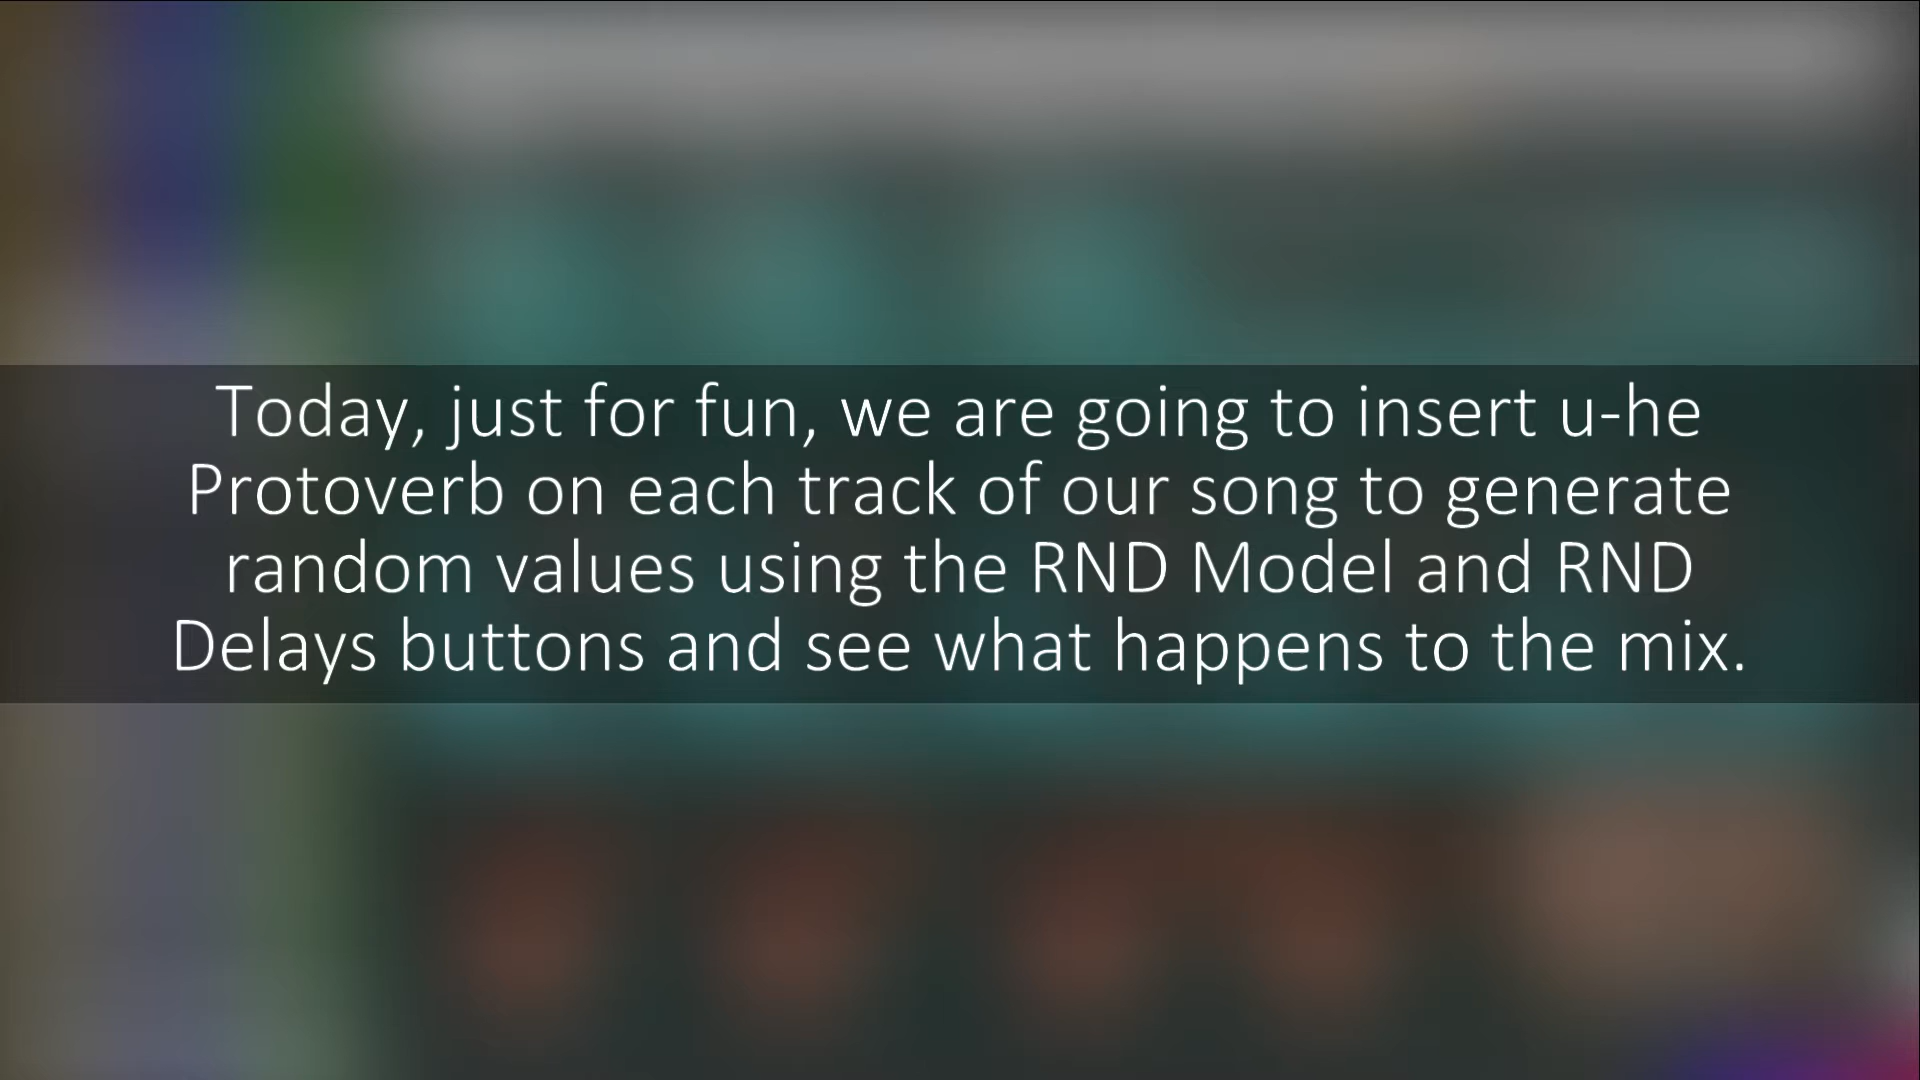 Today, just for fun, we are going to insert u-he
Protoverb on each track of our song to generate
random values using the RND Model and RND
Delays buttons and see what happens to the mix.